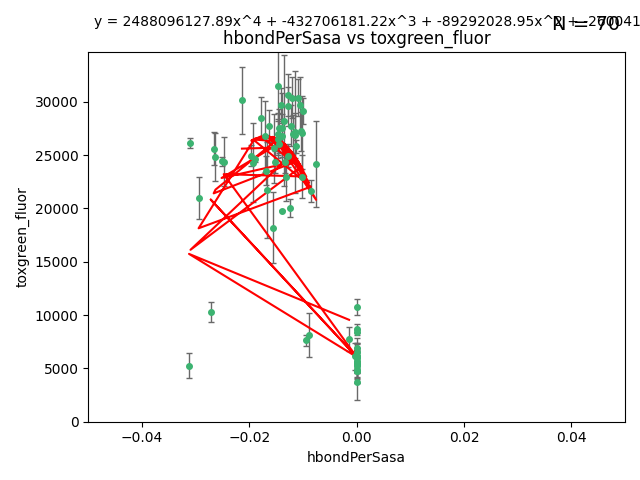 y = 2488096127.89x^4 + -432706181.22x^3 + -89292028.95x^2 +
N = 70
hbondPerSasa vs toxgreen_fluor
30000
25000
20000
15000
10000
5000
0
toxgreen_fluor
−0.04
−0.02
0.00
0.02
0.04
hbondPerSasa